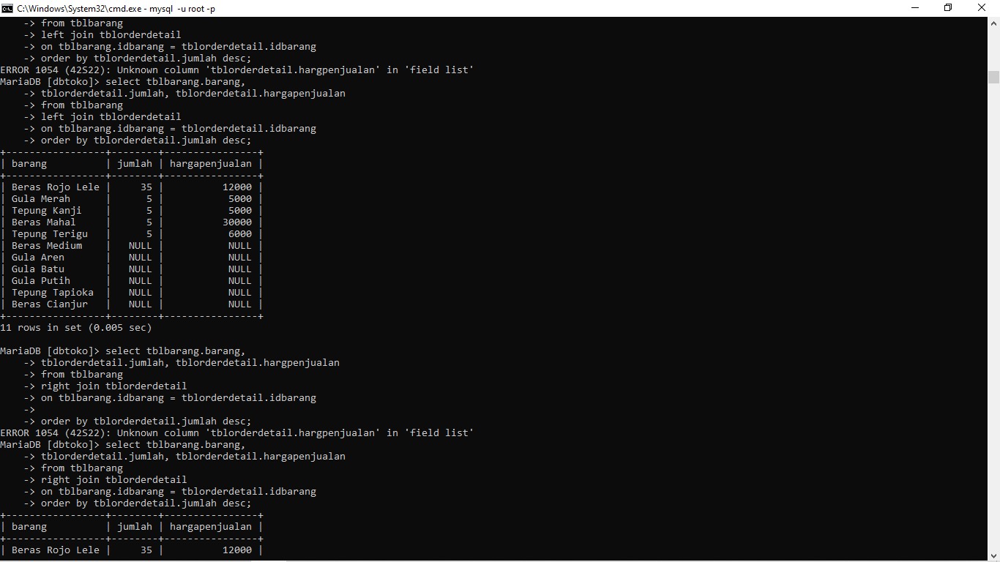 C:\Windows\System32\cmd.exe - mysql  -u root -p
    -> from tblbarang
    -> left join tblorderdetail
    -> on tblbarang.idbarang = tblorderdetail.idbarang
    -> order by tblorderdetail.jumlah desc;
ERROR 1054 (42S22): Unknown column 'tblorderdetail.hargpenjualan' in 'field list'
MariaDB [dbtoko]> select tblbarang.barang,
    -> tblorderdetail.jumlah, tblorderdetail.hargapenjualan
    -> from tblbarang
    -> left join tblorderdetail
    -> on tblbarang.idbarang = tblorderdetail.idbarang
    -> order by tblorderdetail.jumlah desc;
+-----------------+--------+----------------+
| barang          | jumlah | hargapenjualan |
+-----------------+--------+----------------+
| Beras Rojo Lele |     35 |          12000 |
| Gula Merah      |      5 |           5000 |
| Tepung Kanji    |      5 |           5000 |
| Beras Mahal     |      5 |          30000 |
| Tepung Terigu   |      5 |           6000 |
| Beras Medium    |   NULL |           NULL |
| Gula Aren       |   NULL |           NULL |
| Gula Batu       |   NULL |           NULL |
| Gula Putih      |   NULL |           NULL |
| Tepung Tapioka  |   NULL |           NULL |
| Beras Cianjur   |   NULL |           NULL |
+-----------------+--------+----------------+
11 rows in set (0.005 sec)

MariaDB [dbtoko]> select tblbarang.barang,
    -> tblorderdetail.jumlah, tblorderdetail.hargpenjualan
    -> from tblbarang
    -> right join tblorderdetail
    -> on tblbarang.idbarang = tblorderdetail.idbarang
    ->
    -> order by tblorderdetail.jumlah desc;
ERROR 1054 (42S22): Unknown column 'tblorderdetail.hargpenjualan' in 'field list'
MariaDB [dbtoko]> select tblbarang.barang,
    -> tblorderdetail.jumlah, tblorderdetail.hargapenjualan
    -> from tblbarang
    -> right join tblorderdetail
    -> on tblbarang.idbarang = tblorderdetail.idbarang
    -> order by tblorderdetail.jumlah desc;
+-----------------+--------+----------------+
| barang          | jumlah | hargapenjualan |
+-----------------+--------+----------------+
| Beras Rojo Lele |     35 |          12000 |